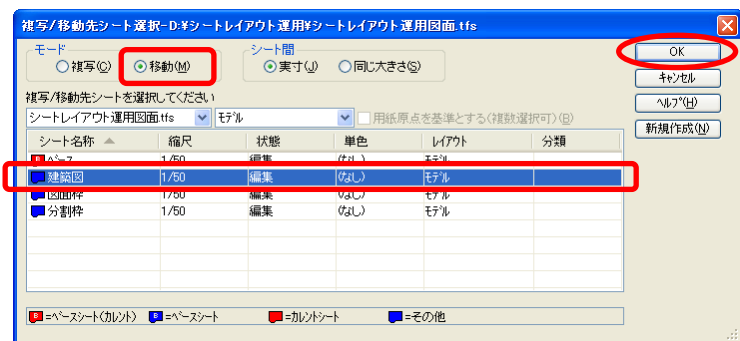 複写/移動先シート選択-D:¥シートレイアウト運用¥シートレイアウト運用図面.tfs
モード
複写(C) 移動(M)
シート間
実寸(J) 同じ大きさ(S)
OK
キャンセル
ヘルプ(H)
新規作成(N)
複写/移動先シートを選択してください
シートレイアウト運用図面.tfs モデル 用紙原点を基準とする(複数選択可)(B)
シート名称 縮尺 状態 単色 レイアウト 分類
B ベース 1/50 編集 (なし) モデル
建築図 1/50 編集 (なし) モデル
図面枠 1/50 編集 (なし) モデル
分割枠 1/50 編集 (なし) モデル
B =ベースシート(カレント) B =ベースシート =カレントシート =その他